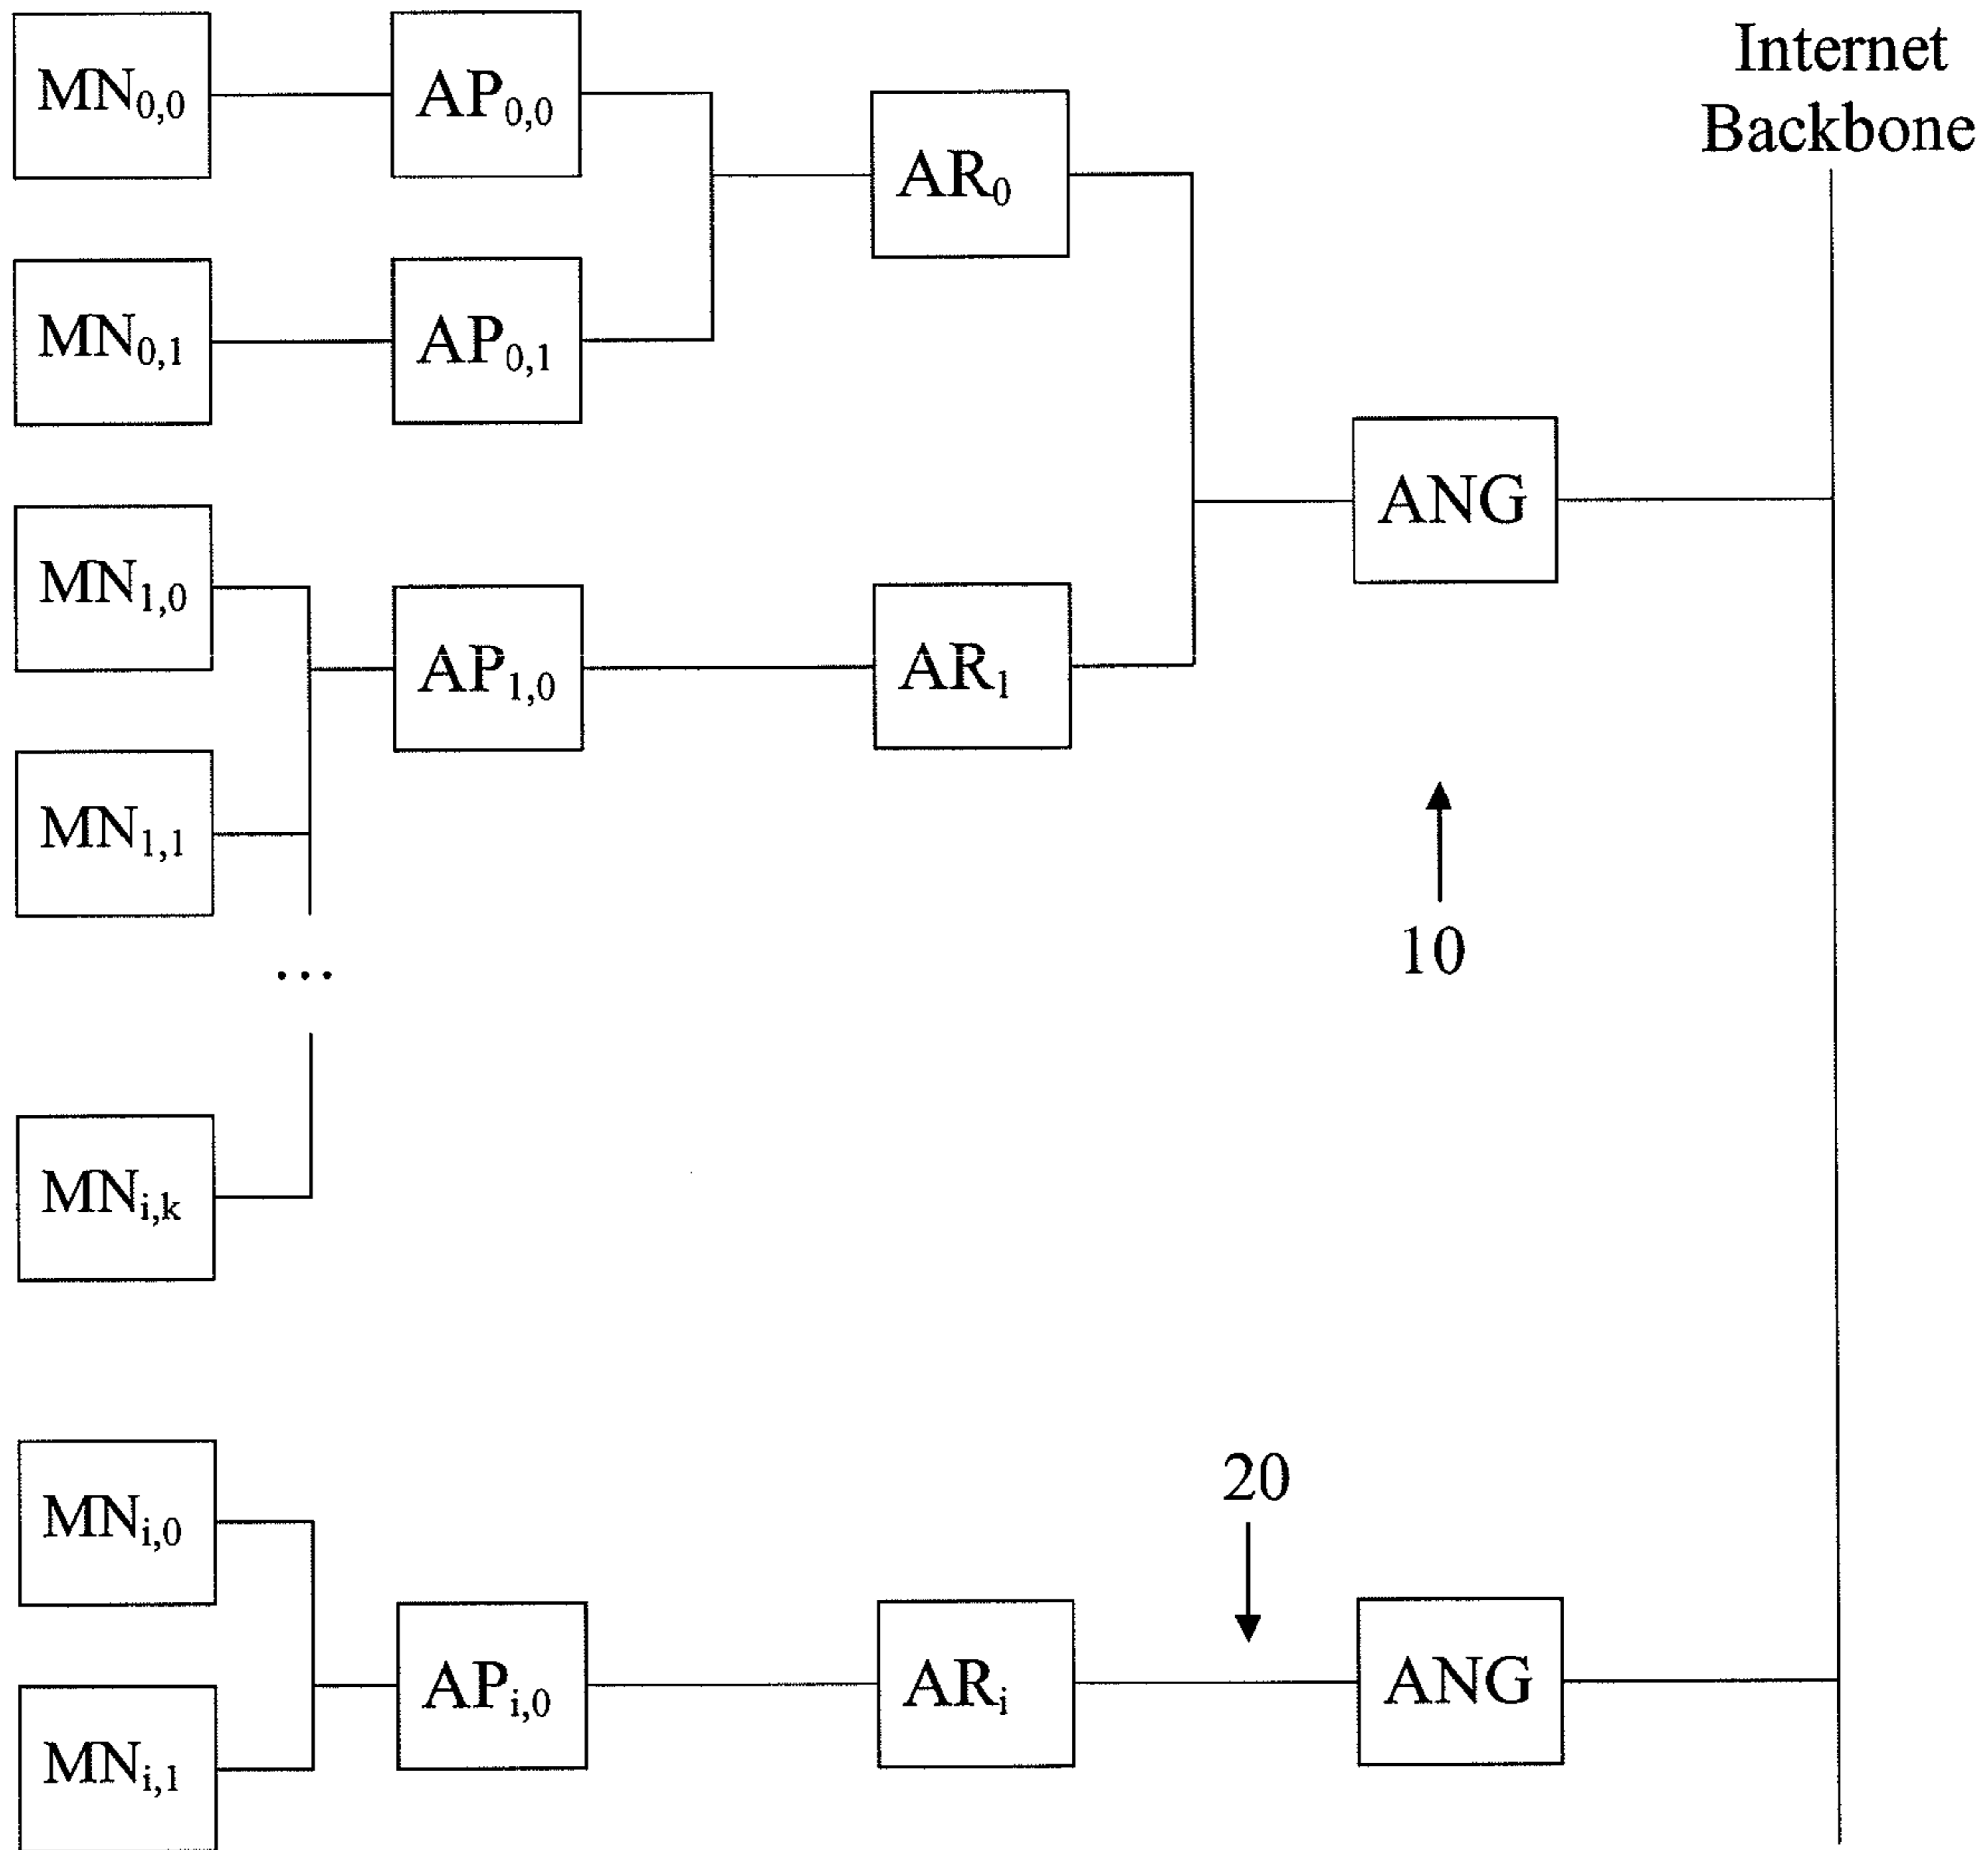 Internet
Backbone
MN0,0
AP0,0
AR0
MN0,1
AP0,1
ANG
MN1,0
AP1,0
AR1
MN1,1
10
...
MNi,k
20
MNi,0
APi,0
ARi
ANG
MNi,1